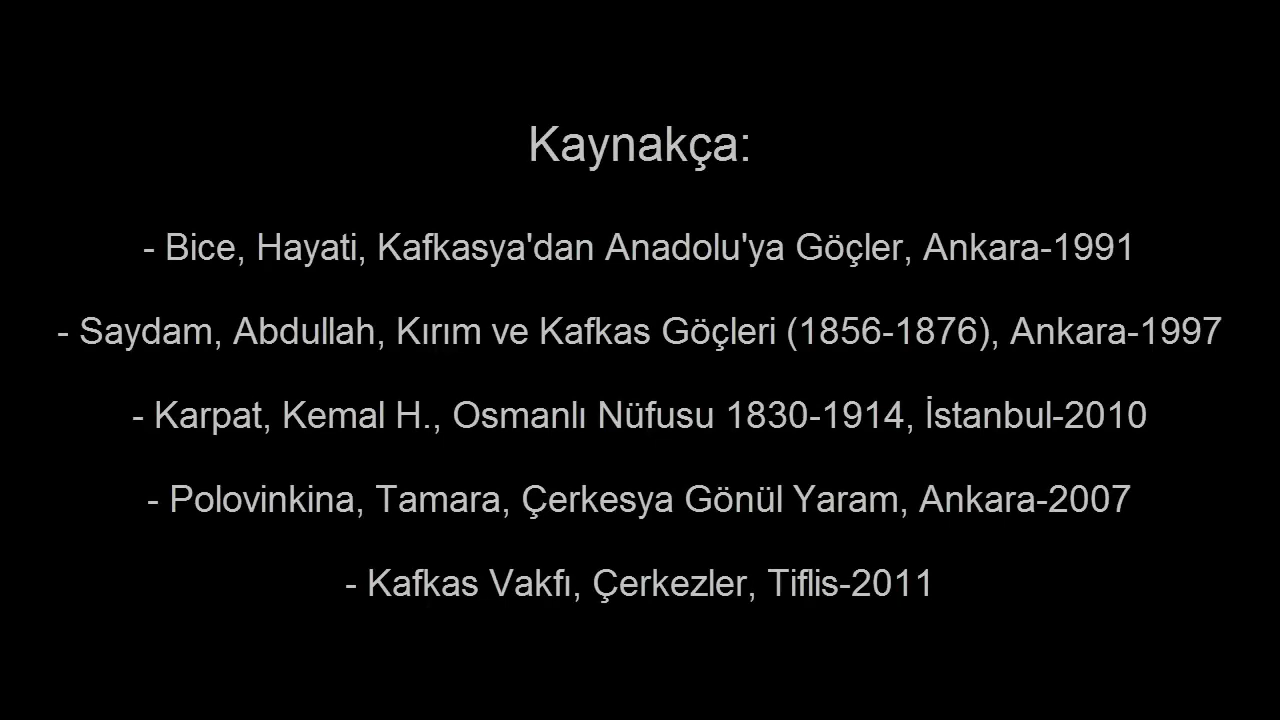 Kaynakça:
- Bice, Hayati, Kafkasya'dan Anadolu'ya Göçler, Ankara-1991
- Saydam, Abdullah, Kırım ve Kafkas Göçleri (1856-1876), Ankara-1997
- Karpat, Kemal H., Osmanlı Nüfusu 1830-1914, İstanbul-2010
- Polovinkina, Tamara, Çerkesya Gönül Yaram, Ankara-2007
- Kafkas Vakfı, Çerkezler, Tiflis-2011